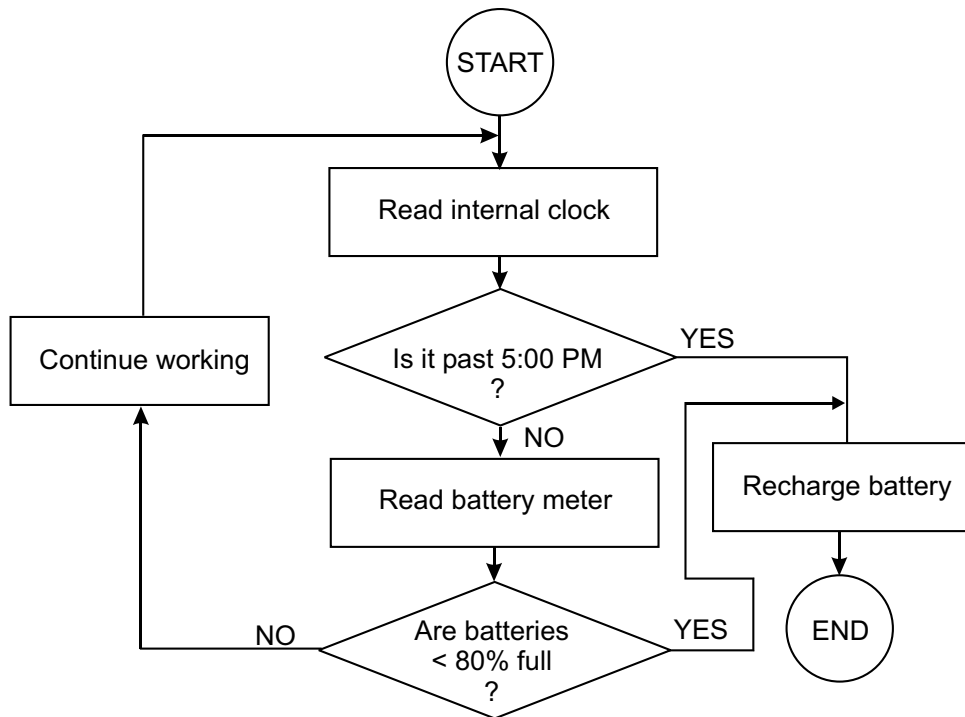 START
Read internal clock
Continue working
Is it past 5:00 PM
?
YES
NO
Read battery meter
Recharge battery
NO
Are batteries
< 80% full
?
YES
END